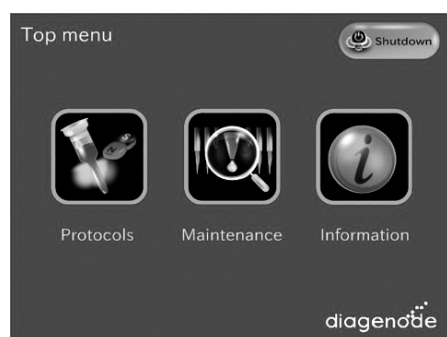 Top menu
Shutdown
Protocols
Maintenance
Information
diagenode